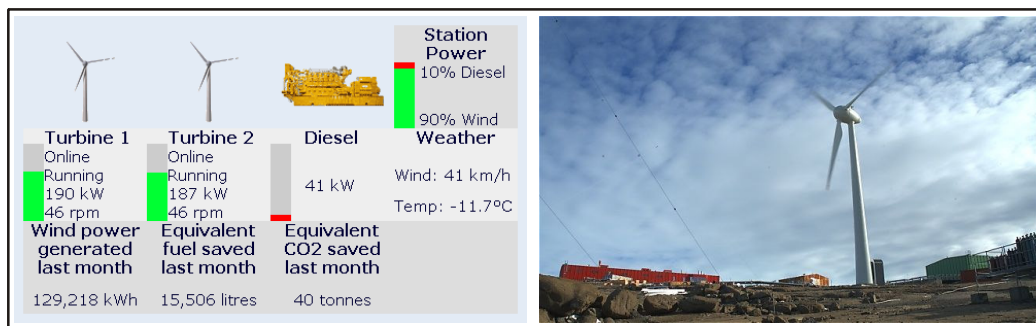 Station
Power
10% Diesel
90% Wind
Turbine 1
Online
Running
190 kW
46 rpm
Turbine 2
Online
Running
187 kW
46 rpm
Diesel
41 kW
Weather
Wind: 41 km/h
Temp: -11.7ºC
Wind power
generated
last month
129,218 kWh
Equivalent
fuel saved
last month
15,506 litres
Equivalent
CO2 saved
last month
40 tonnes